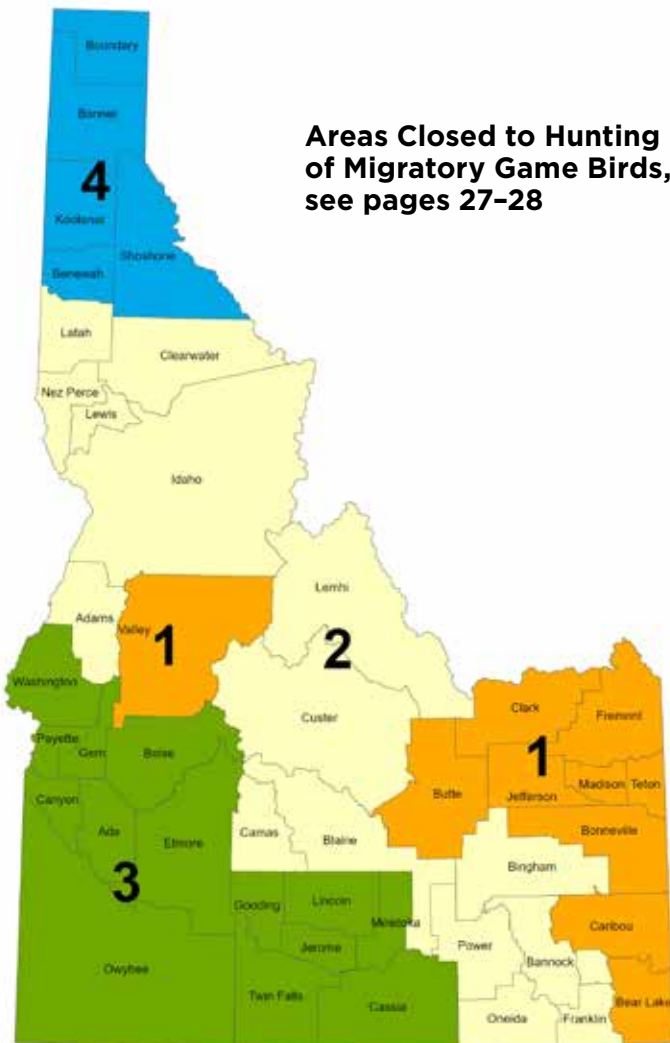 Boundary
Areas Closed to Hunting
of Migratory Game Birds,
see pages 27–28
Bonner
4
Kootenai
Shoshone
Benewah
Latah
Clearwater
Nez Perce
Lewis
Idaho
Lemhi
Adams
Valley
1
2
Washington
Clark
Fremont
Custer
1
Payette
Gem
Boise
Butte
Jefferson
Madison
Teton
Canyon
Ada
Elmore
Camas
Blaine
Bonneville
Bingham
3
Gooding
Lincoln
Minidoka
Caribou
Jerome
Power
Bannock
Owyhee
Twin Falls
Cassia
Oneida
Franklin
Bear Lake